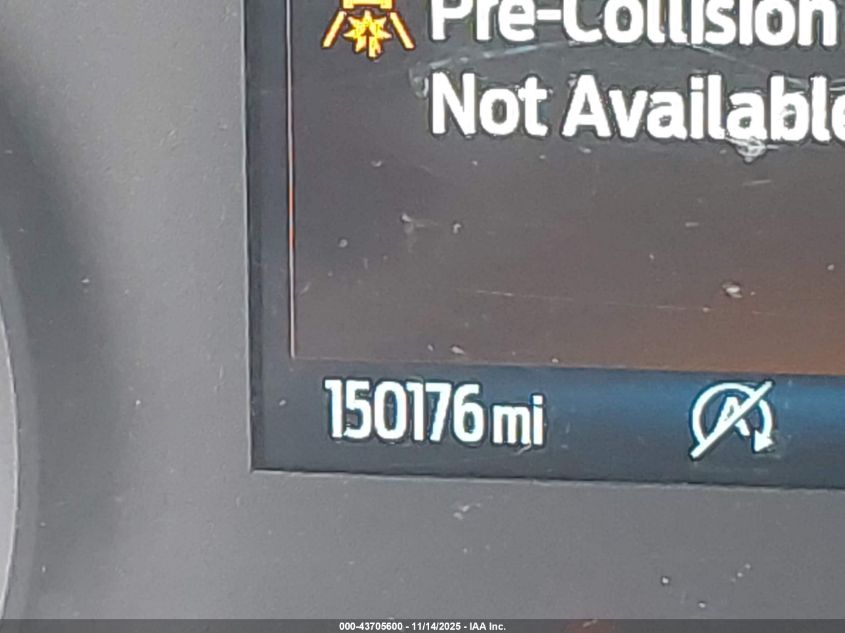 Pre-Collision
Not Available
150176 mi
A
000-43705600 - 11/14/2025 - IAA Inc.